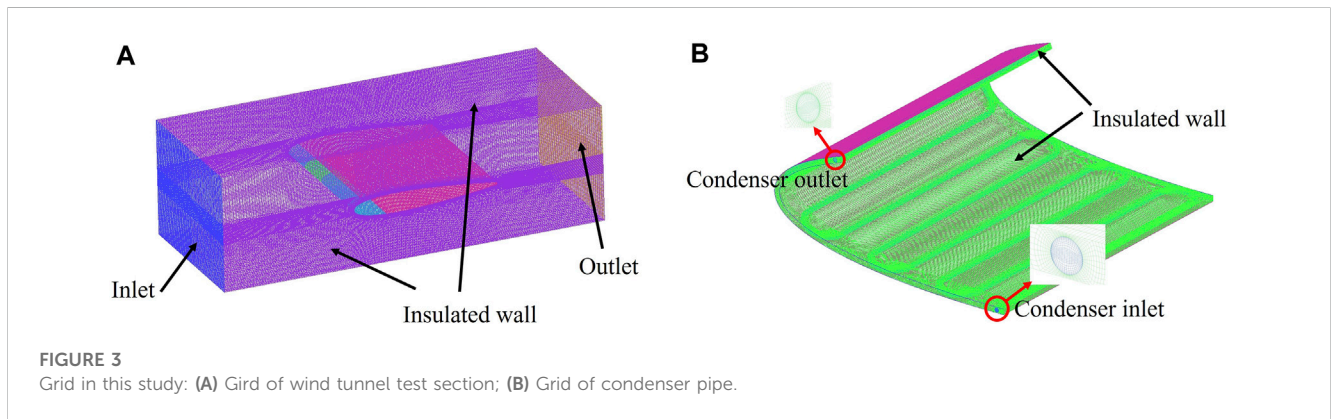 A
Inlet
Insulated wall
Outlet
B
Insulated wall
Condenser outlet
Condenser inlet
FIGURE 3
Grid in this study: (A) Gird of wind tunnel test section; (B) Grid of condenser pipe.